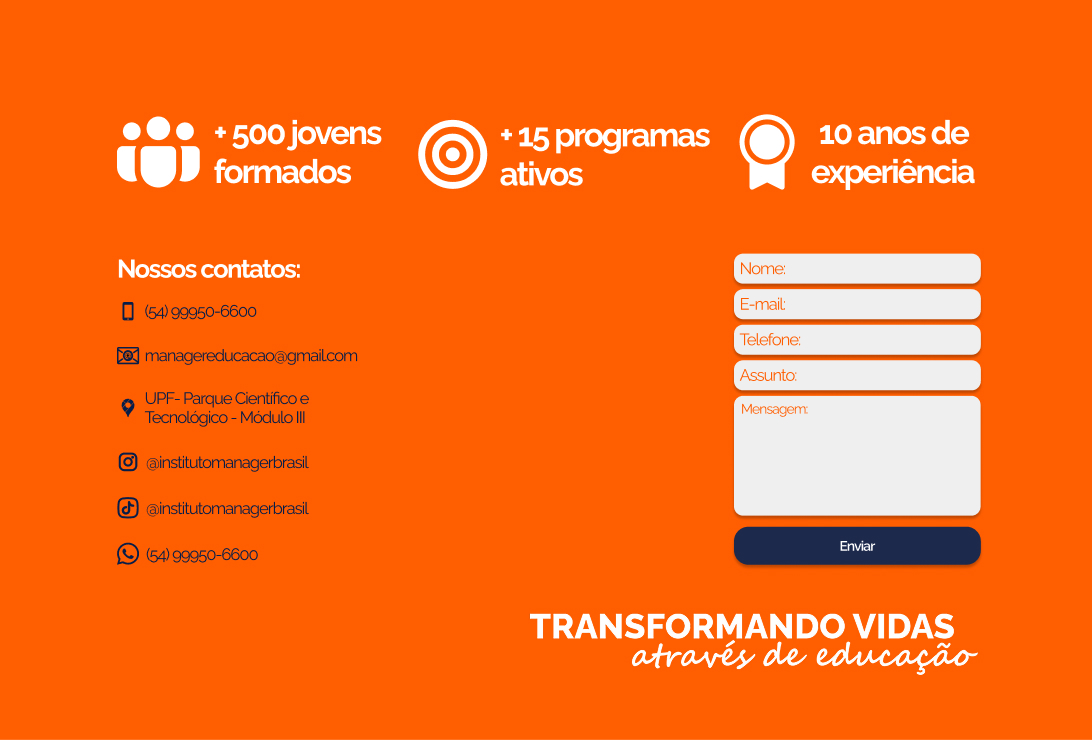 + 500 jovens
formados
+ 15 programas
ativos
10 anos de
experiência
Nossos contatos:
(54) 99950-6600
managereducacao@gmail.com
UPF- Parque Científico e
Tecnológico - Módulo III
@institutomanagerbrasil
@institutomanagerbrasil
(54) 99950-6600
Nome:
E-mail:
Telefone:
Assunto:
Mensagem:
Enviar
TRANSFORMANDO VIDAS
através de educação